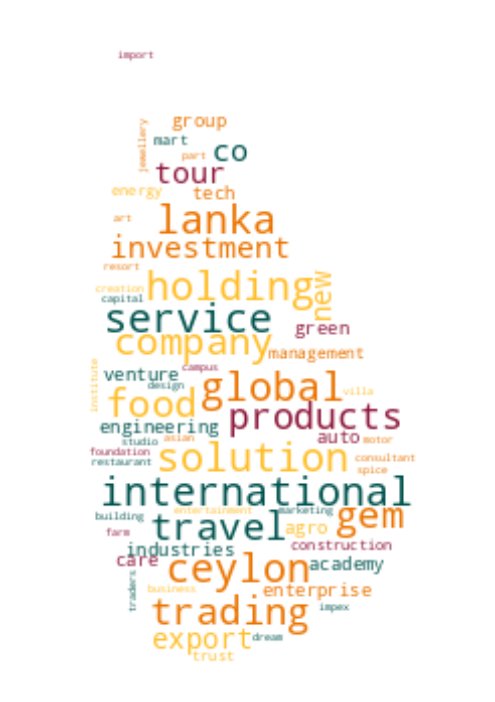 import
group
jewellery
mart
co
part
tour
energy
tech
art
lanka
investment
resort
holding
new
creation
capital
service
green
company
management
campus
venture
institute
design
global
villa
food
products
engineering
auto
asian
motor
studio
foundation
solution
consultant
restaurant
spice
international
gem
entertainment
marketing
building
travel
agro
farm
construction
industries
care
ceylon
academy
traders
business
enterprise
trading
impex
export
dream
trust